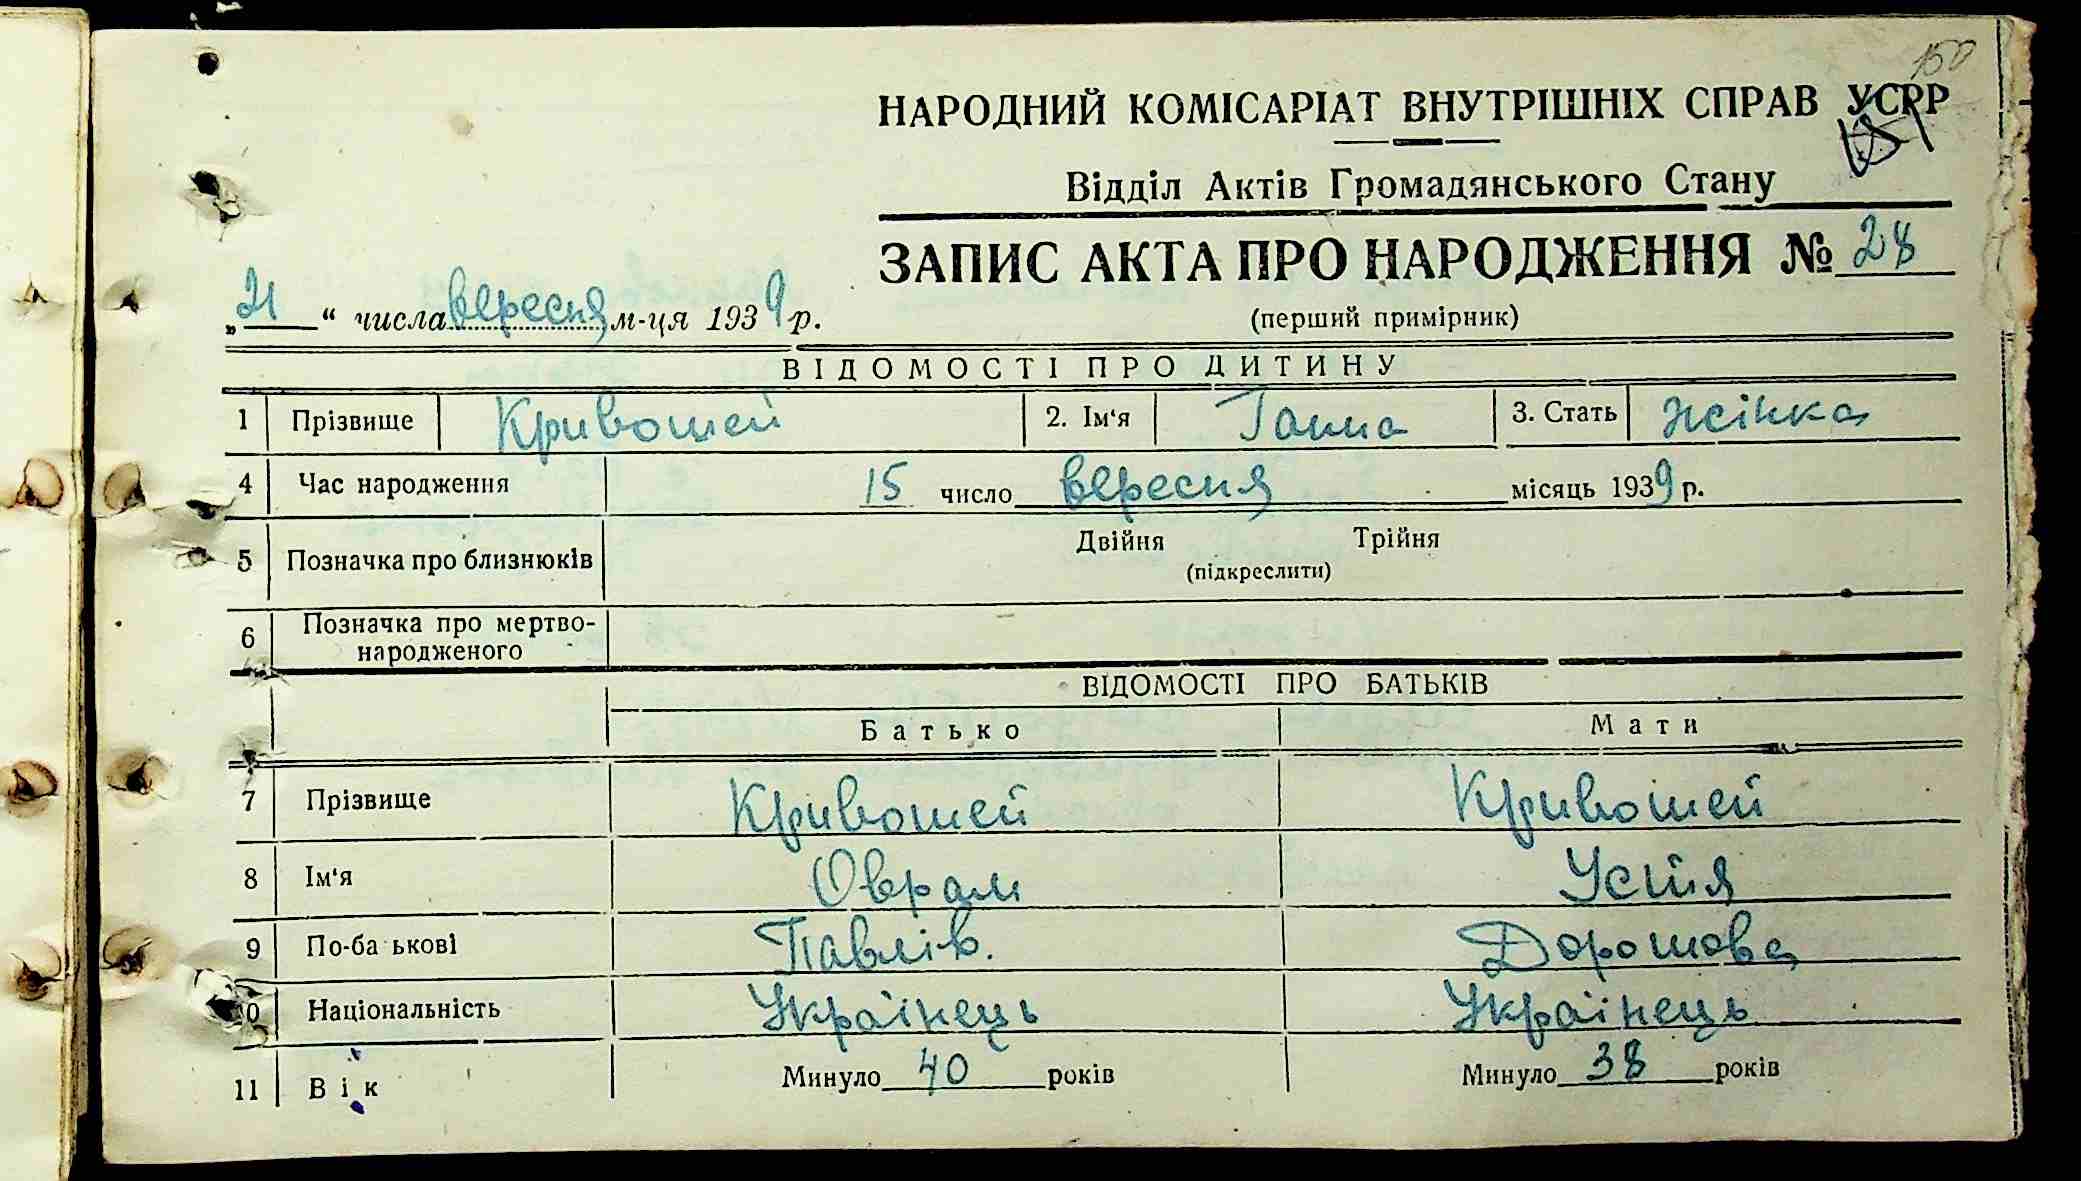 150
НАРОДНИЙ КОМІСАРІАТ ВНУТРІШНІХ СПРАВ УСРР
Відділ Актів Громадянського Стану
ЗАПИС АКТА ПРО НАРОДЖЕННЯ № 28
„21“ числа вересня м-ця 1939 р.
(перший примірник)
ВІДОМОСТІ ПРО ДИТИНУ
1 Прізвище Кривошей 2. Ім'я Ганна 3. Стать жінка
4 Час народження 15 число вересня місяць 1939 р.
5 Позначка про близнюків Двійня Трійня
(підкреслити)
6 Позначка про мертво-
народженого
ВІДОМОСТІ ПРО БАТЬКІВ
Батько Мати
7 Прізвище Кривошей Кривошей
8 Ім'я Оврам Устя
9 По-ба ькові Павлів. Дорошова
10 Національність Українець Українець
11 Вік Минуло 40 років Минуло 38 років